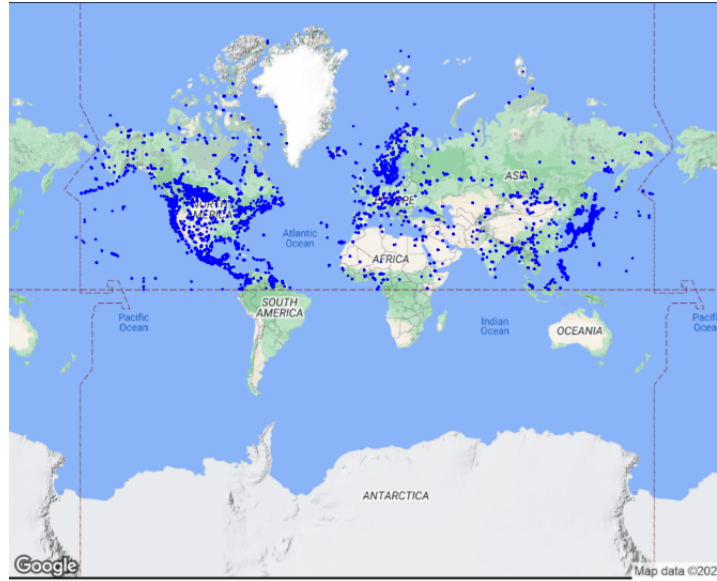 ASIA
NORTH
AMERICA
EUROPE
Atlantic
Ocean
AFRICA
SOUTH
AMERICA
Pacific
Ocean
Indian
Ocean
OCEANIA
Pacific
Ocean
ANTARCTICA
Google
Map data ©202